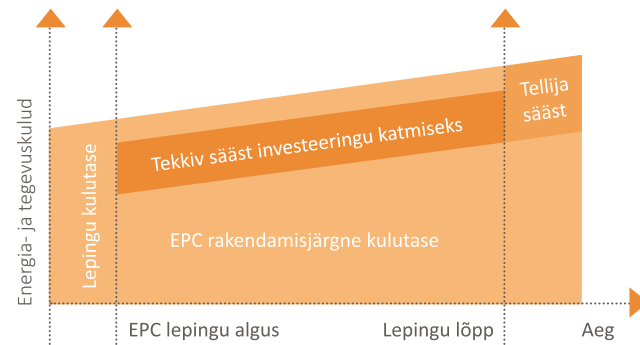 Energia- ja tegevuskulud
Lepingu kulutase
Tekkiv sääst investeeringu katmiseks
Tellija
sääst
EPC rakendamisjärgne kulutase
EPC lepingu algus
Lepingu lõpp
Aeg